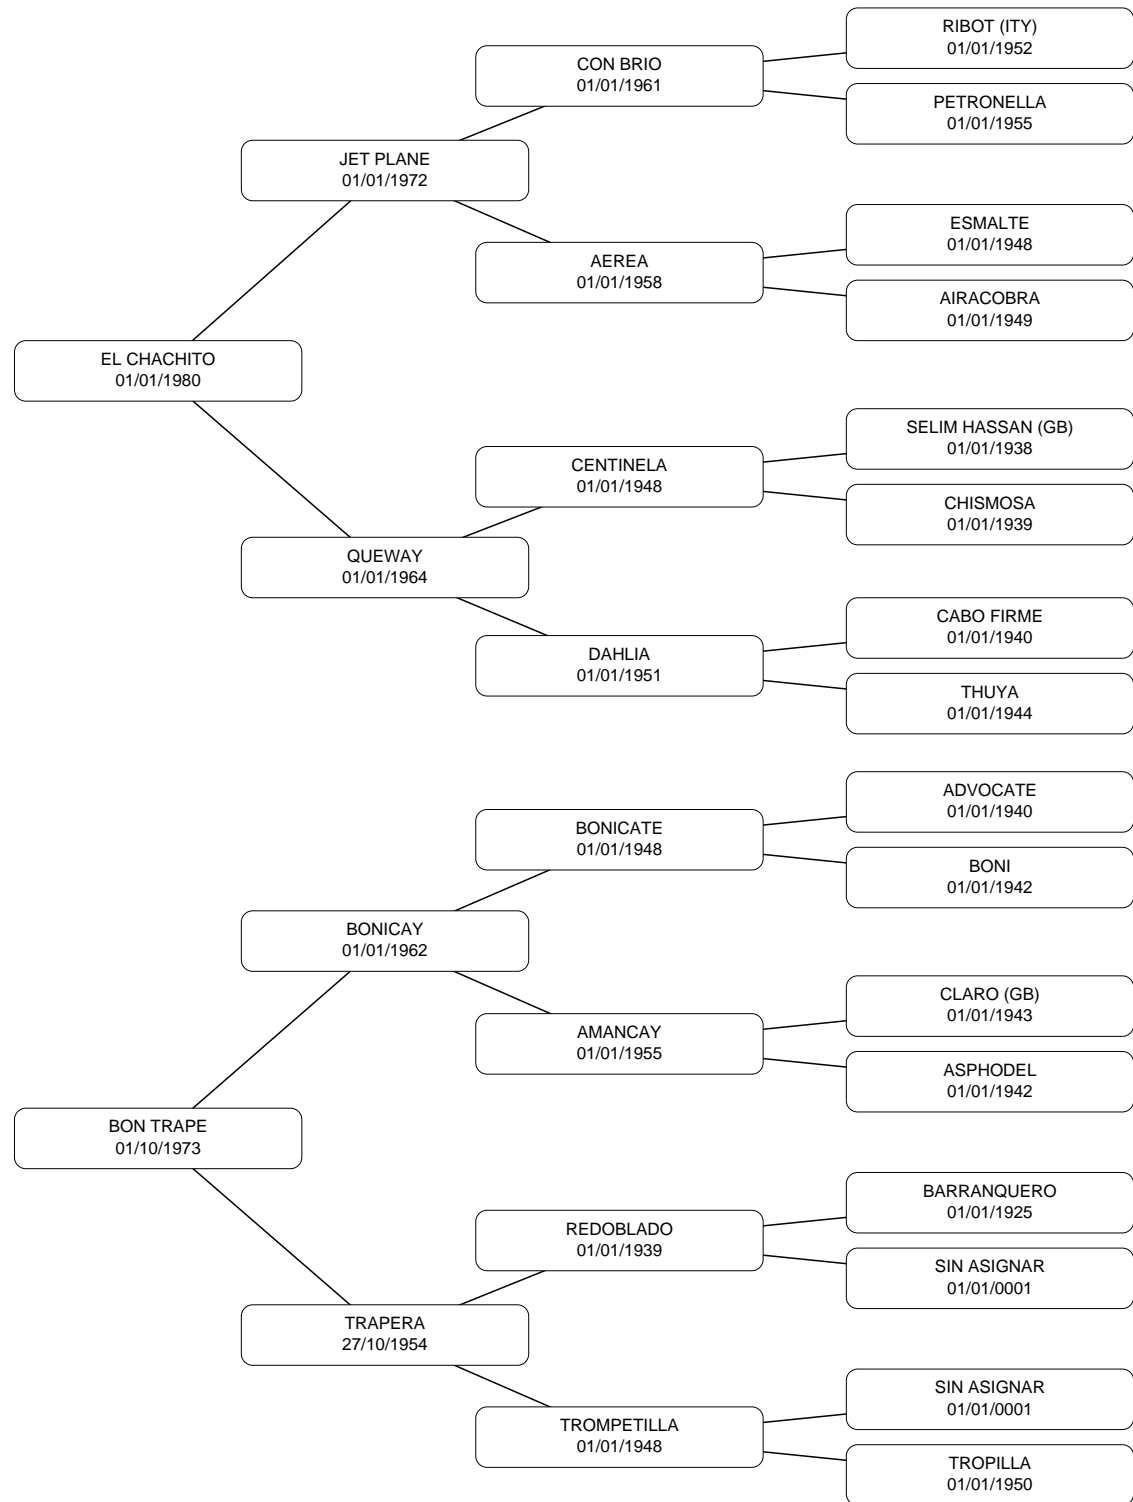 RIBOT (ITY)
01/01/1952
CON BRIO
01/01/1961
PETRONELLA
01/01/1955
JET PLANE
01/01/1972
ESMALTE
01/01/1948
AEREA
01/01/1958
AIRACOBRA
01/01/1949
EL CHACHITO
01/01/1980
SELIM HASSAN (GB)
01/01/1938
CENTINELA
01/01/1948
CHISMOSA
01/01/1939
QUEWAY
01/01/1964
CABO FIRME
01/01/1940
DAHLIA
01/01/1951
THUYA
01/01/1944
ADVOCATE
01/01/1940
BONICATE
01/01/1948
BONI
01/01/1942
BONICAY
01/01/1962
CLARO (GB)
01/01/1943
AMANCAY
01/01/1955
ASPHODEL
01/01/1942
BON TRAPE
01/10/1973
BARRANQUERO
01/01/1925
REDOBLADO
01/01/1939
SIN ASIGNAR
01/01/0001
TRAPERA
27/10/1954
SIN ASIGNAR
01/01/0001
TROMPETILLA
01/01/1948
TROPILLA
01/01/1950